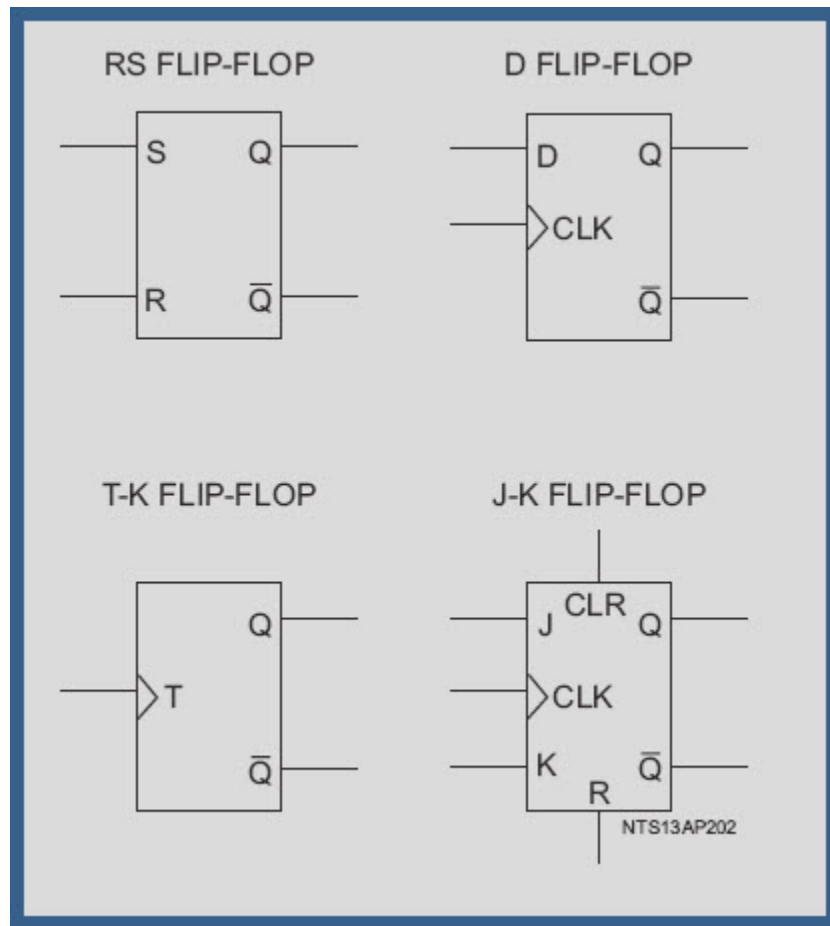 RS FLIP-FLOP
S Q
R Q̅
D FLIP-FLOP
D Q
CLK
Q̅
T-K FLIP-FLOP
Q
T
Q̅
J-K FLIP-FLOP
CLR
J Q
CLK
K Q̅
R
NTS13AP202